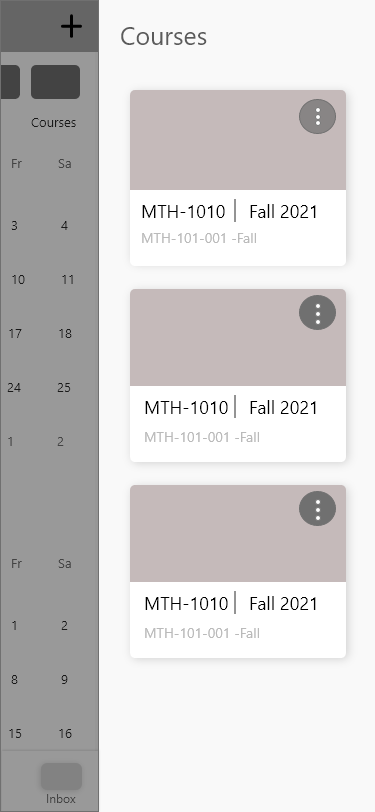 +
Courses
Courses
Fr Sa
3 4
10 11
17 18
24 25
1 2
Fr Sa
1 2
8 9
15 16
Inbox
MTH-1010 | Fall 2021
MTH-101-001 -Fall
MTH-1010 | Fall 2021
MTH-101-001 -Fall
MTH-1010 | Fall 2021
MTH-101-001 -Fall